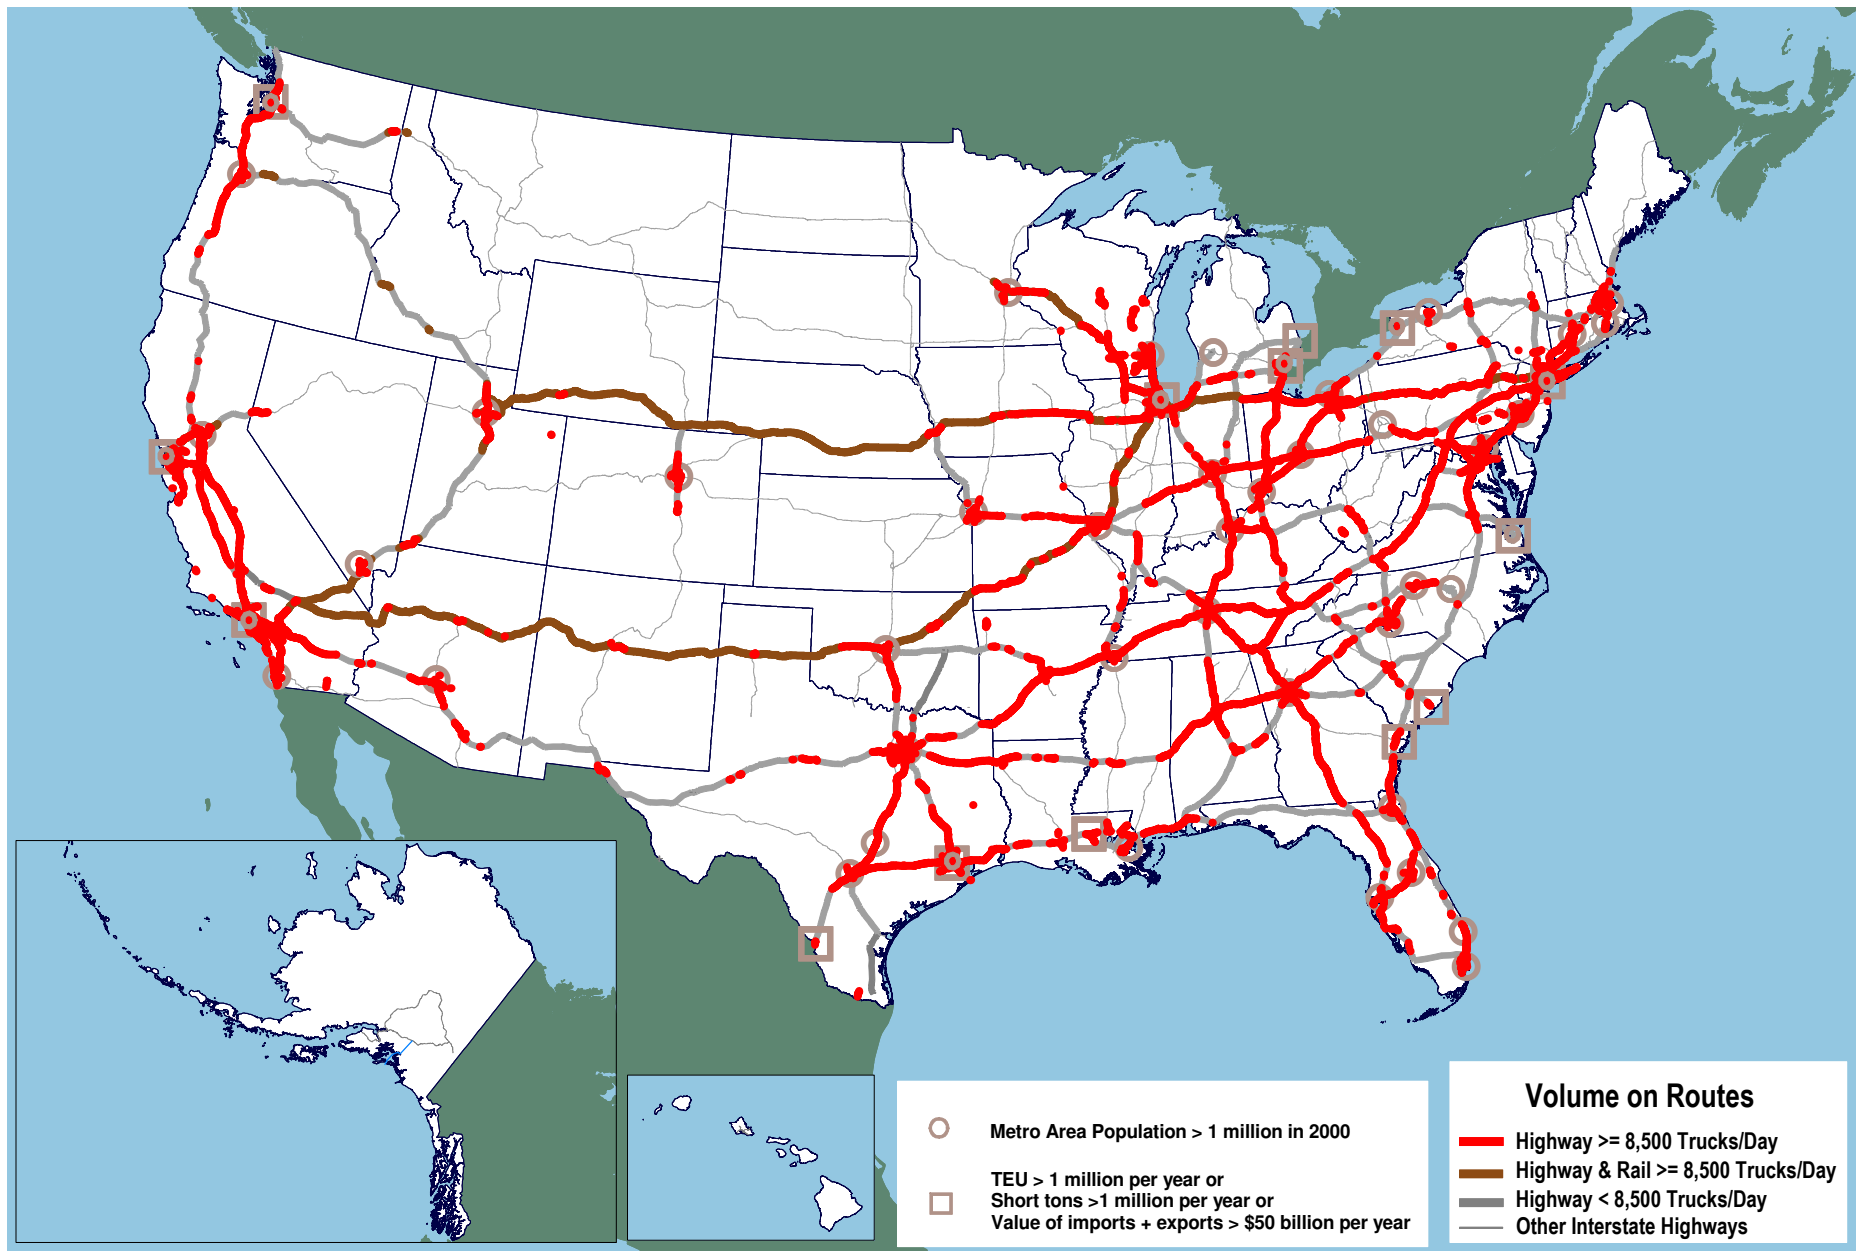 Metro Area Population > 1 million in 2000
TEU > 1 million per year or
Short tons >1 million per year or
Value of imports + exports > $50 billion per year
Volume on Routes
Highway >= 8,500 Trucks/Day
Highway & Rail >= 8,500 Trucks/Day
Highway < 8,500 Trucks/Day
Other Interstate Highways